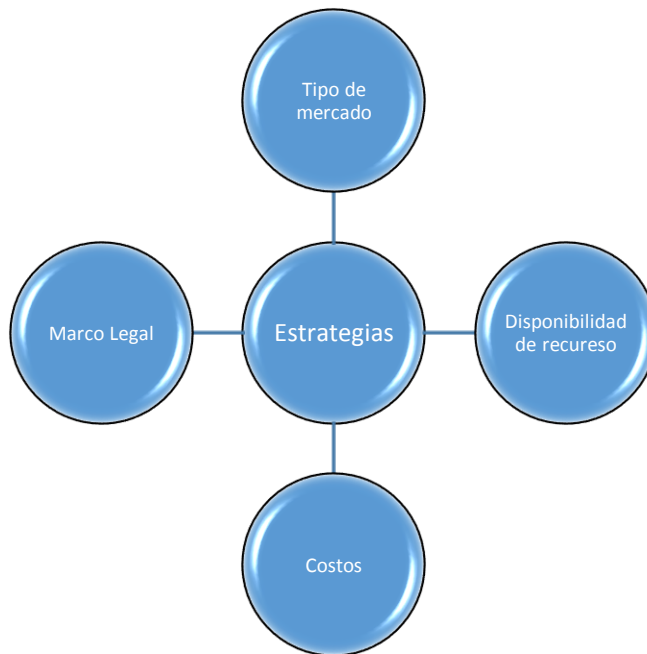 Tipo de
mercado
Marco Legal
Estrategias
Disponibilidad
de recureso
Costos